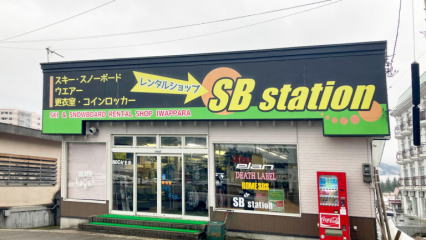 スキー・スノーボード
ウエアー
更衣室・コインロッカー
レンタルショップ
SB station
SKI & SNOWBOARD RENTAL SHOP IWAPPARA
elan
DEATH LABEL
ROME SDS
SB station
Coca-Cola